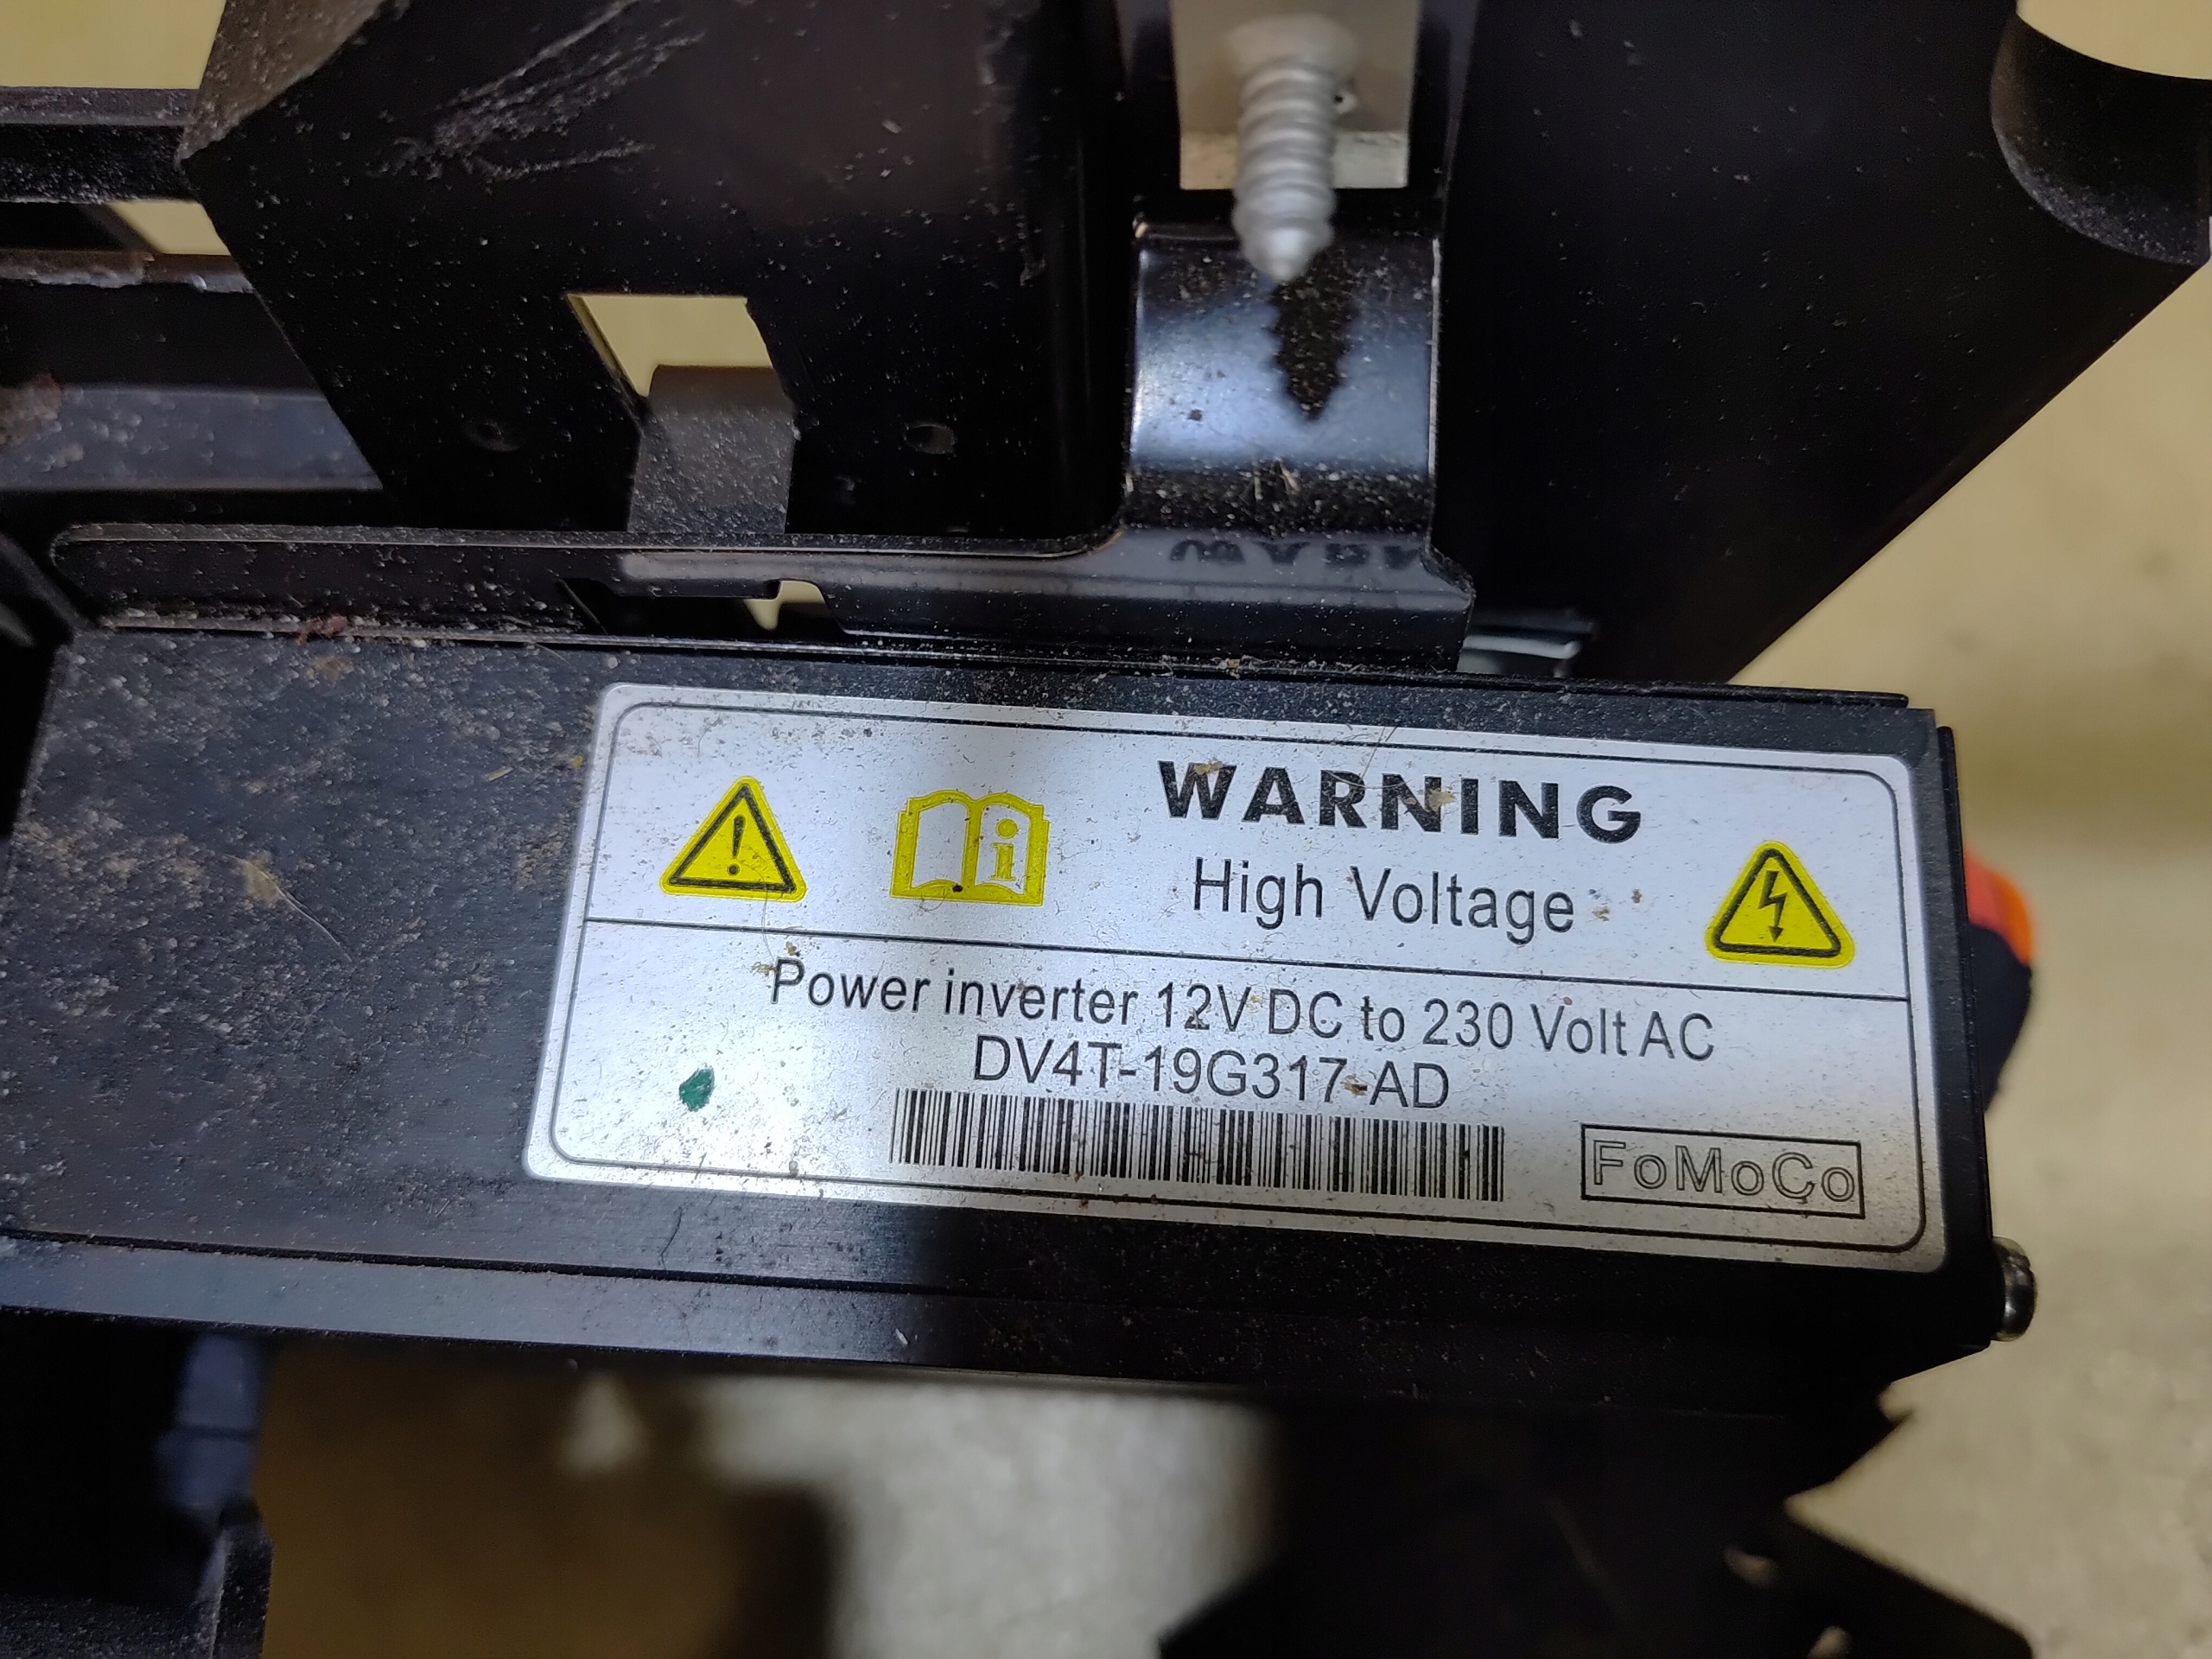 WARNING
High Voltage
Power inverter 12V DC to 230 Volt AC
DV4T-19G317-AD
FoMoCo